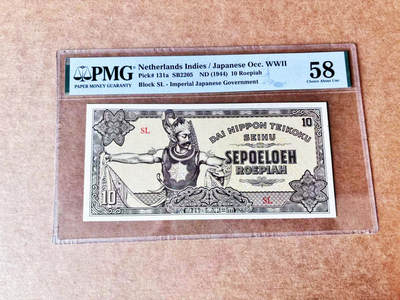 PMG
PAPER MONEY GUARANTY
Netherlands Indies / Japanese Occ. WWII
Pick# 131a SB2205 ND (1944) 10 Roepiah
Block SL - Imperial Japanese Government
58
Choice About Unc
SL
10
DAI NIPPON TEIKOKU
SEIHU
SEPOELOEH
ROEPIAH
10
SL